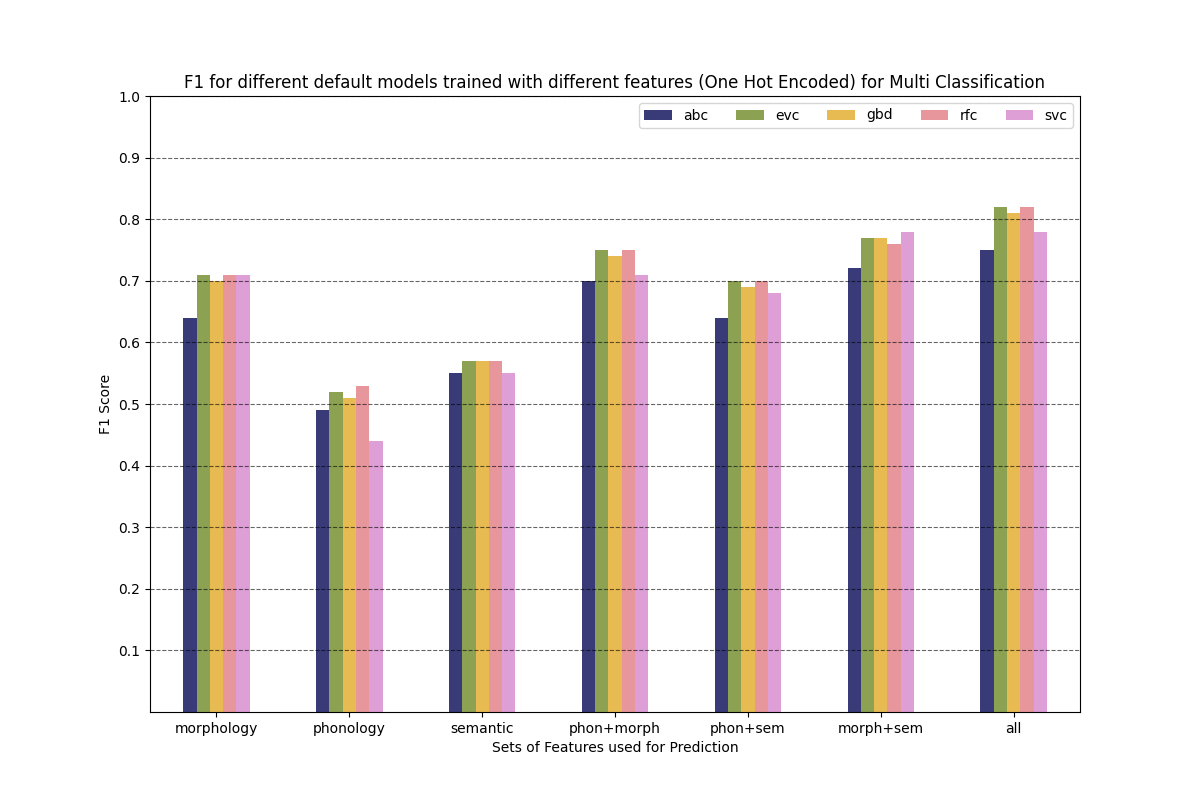 F1 for different default models trained with different features (One Hot Encoded) for Multi Classification
abc evc gbd rfc svc
1.0
0.9
0.8
0.7
0.6
0.5
0.4
0.3
0.2
0.1
F1 Score
morphology phonology semantic phon+morph phon+sem morph+sem all
Sets of Features used for Prediction